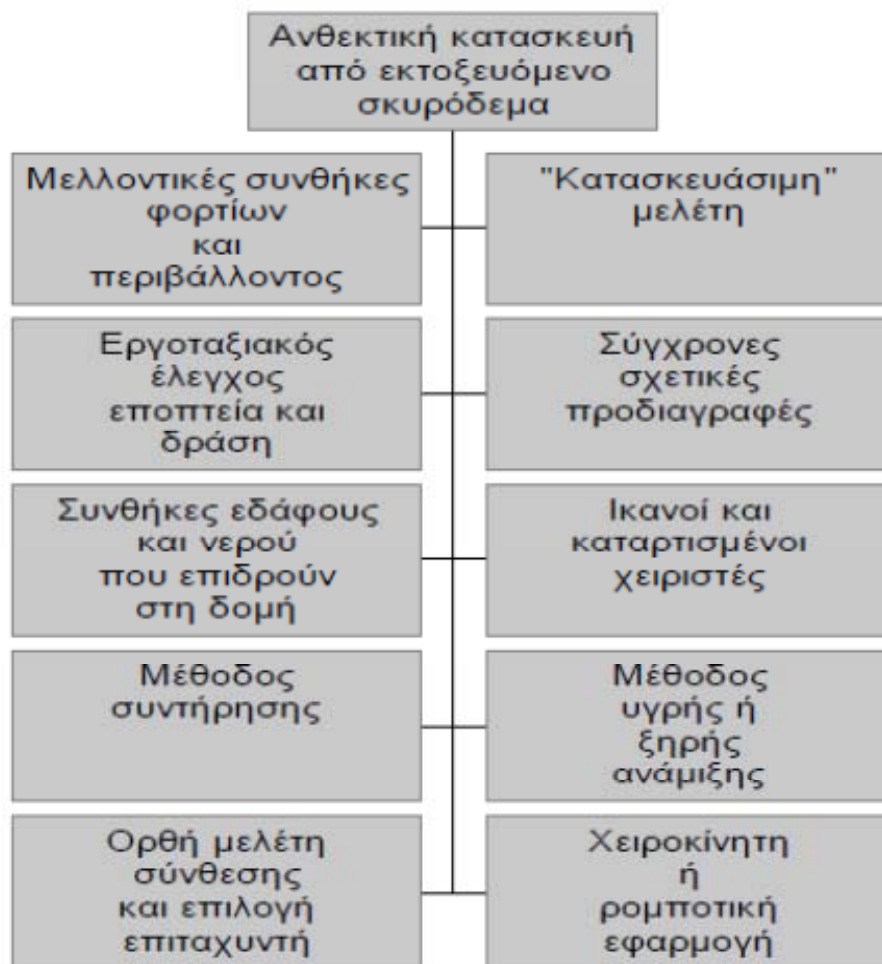 Ανθεκτική κατασκευή
από εκτοξευόμενο
σκυρόδεμα
Μελλοντικές συνθήκες
φορτίων
και
περιβάλλοντος
"Κατασκευάσιμη"
μελέτη
Εργοταξιακός
έλεγχος
εποπτεία και
δράση
Σύγχρονες
σχετικές
προδιαγραφές
Συνθήκες εδάφους
και νερού
που επιδρούν
στη δομή
Ικανοί και
καταρτισμένοι
χειριστές
Μέθοδος
συντήρησης
Μέθοδος
υγρής ή
ξηρής
ανάμιξης
Ορθή μελέτη
σύνθεσης
και επιλογή
επιταχυντή
Χειροκίνητη
ή
ρομποτική
εφαρμογή